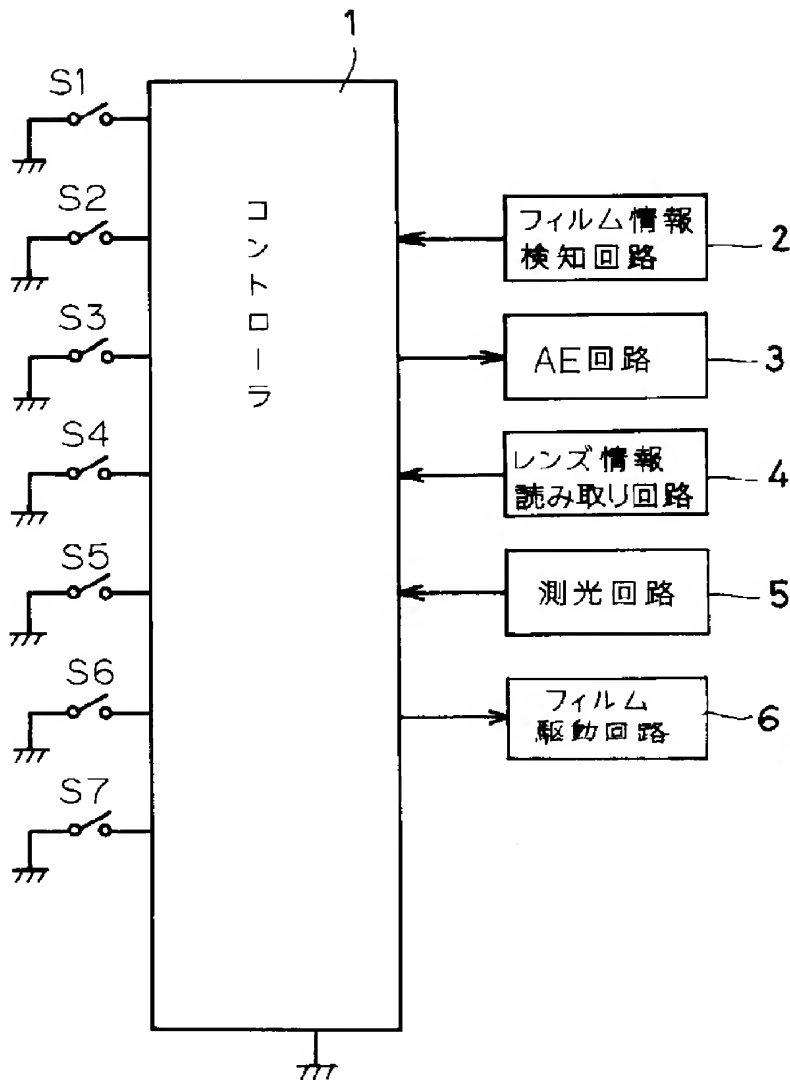 1
S1
S2
S3
S4
S5
S6
S7
コントローラ
フィルム情報
検知回路
2
AE回路
3
レンズ情報
読み取り回路
4
測光回路
5
フィルム
駆動回路
6